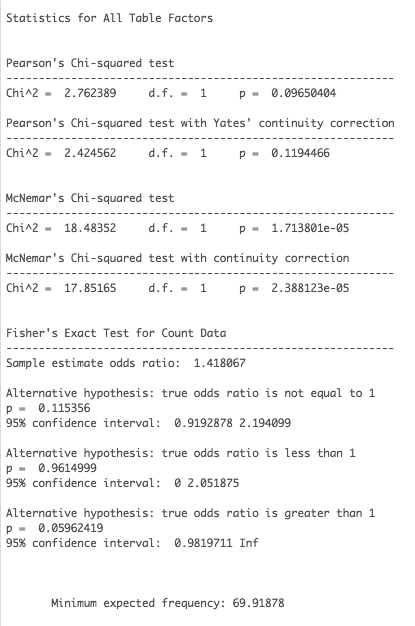 Statistics for All Table Factors
Pearson's Chi-squared test
------------------------------------------------------------
Chi^2 =  2.762389     d.f. =  1     p =  0.09650404
Pearson's Chi-squared test with Yates' continuity correction
------------------------------------------------------------
Chi^2 =  2.424562     d.f. =  1     p =  0.1194466
McNemar's Chi-squared test
------------------------------------------------------------
Chi^2 =  18.48352     d.f. =  1     p =  1.713801e-05
McNemar's Chi-squared test with continuity correction
------------------------------------------------------------
Chi^2 =  17.85165     d.f. =  1     p =  2.388123e-05
Fisher's Exact Test for Count Data
------------------------------------------------------------
Sample estimate odds ratio:  1.418067
Alternative hypothesis: true odds ratio is not equal to 1
p =  0.115356
95% confidence interval:  0.9192878 2.194099
Alternative hypothesis: true odds ratio is less than 1
p =  0.9614999
95% confidence interval:  0 2.051875
Alternative hypothesis: true odds ratio is greater than 1
p =  0.05962419
95% confidence interval:  0.9819711 Inf
Minimum expected frequency: 69.91878